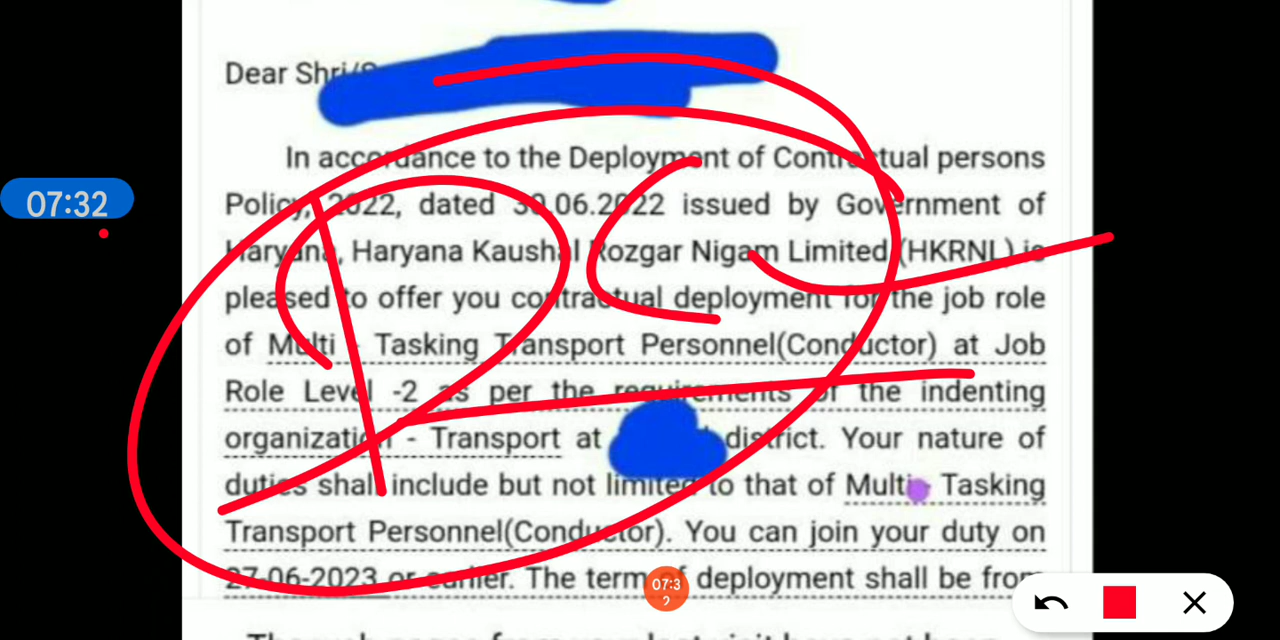 Dear Shri/S
In accordance to the Deployment of Contractual persons
Policy, 2022, dated 30.06.2022 issued by Government of
07:32
Haryana, Haryana Kaushal Rozgar Nigam Limited (HKRNL) is
pleased to offer you contractual deployment for the job role
of Multi - Tasking Transport Personnel(Conductor) at Job
Role Level -2 as per the requirements of the indenting
organization - Transport at district. Your nature of
duties shall include but not limited to that of Multi - Tasking
Transport Personnel(Conductor). You can join your duty on
27-06-2023 or earlier. The term of deployment shall be from
07:32